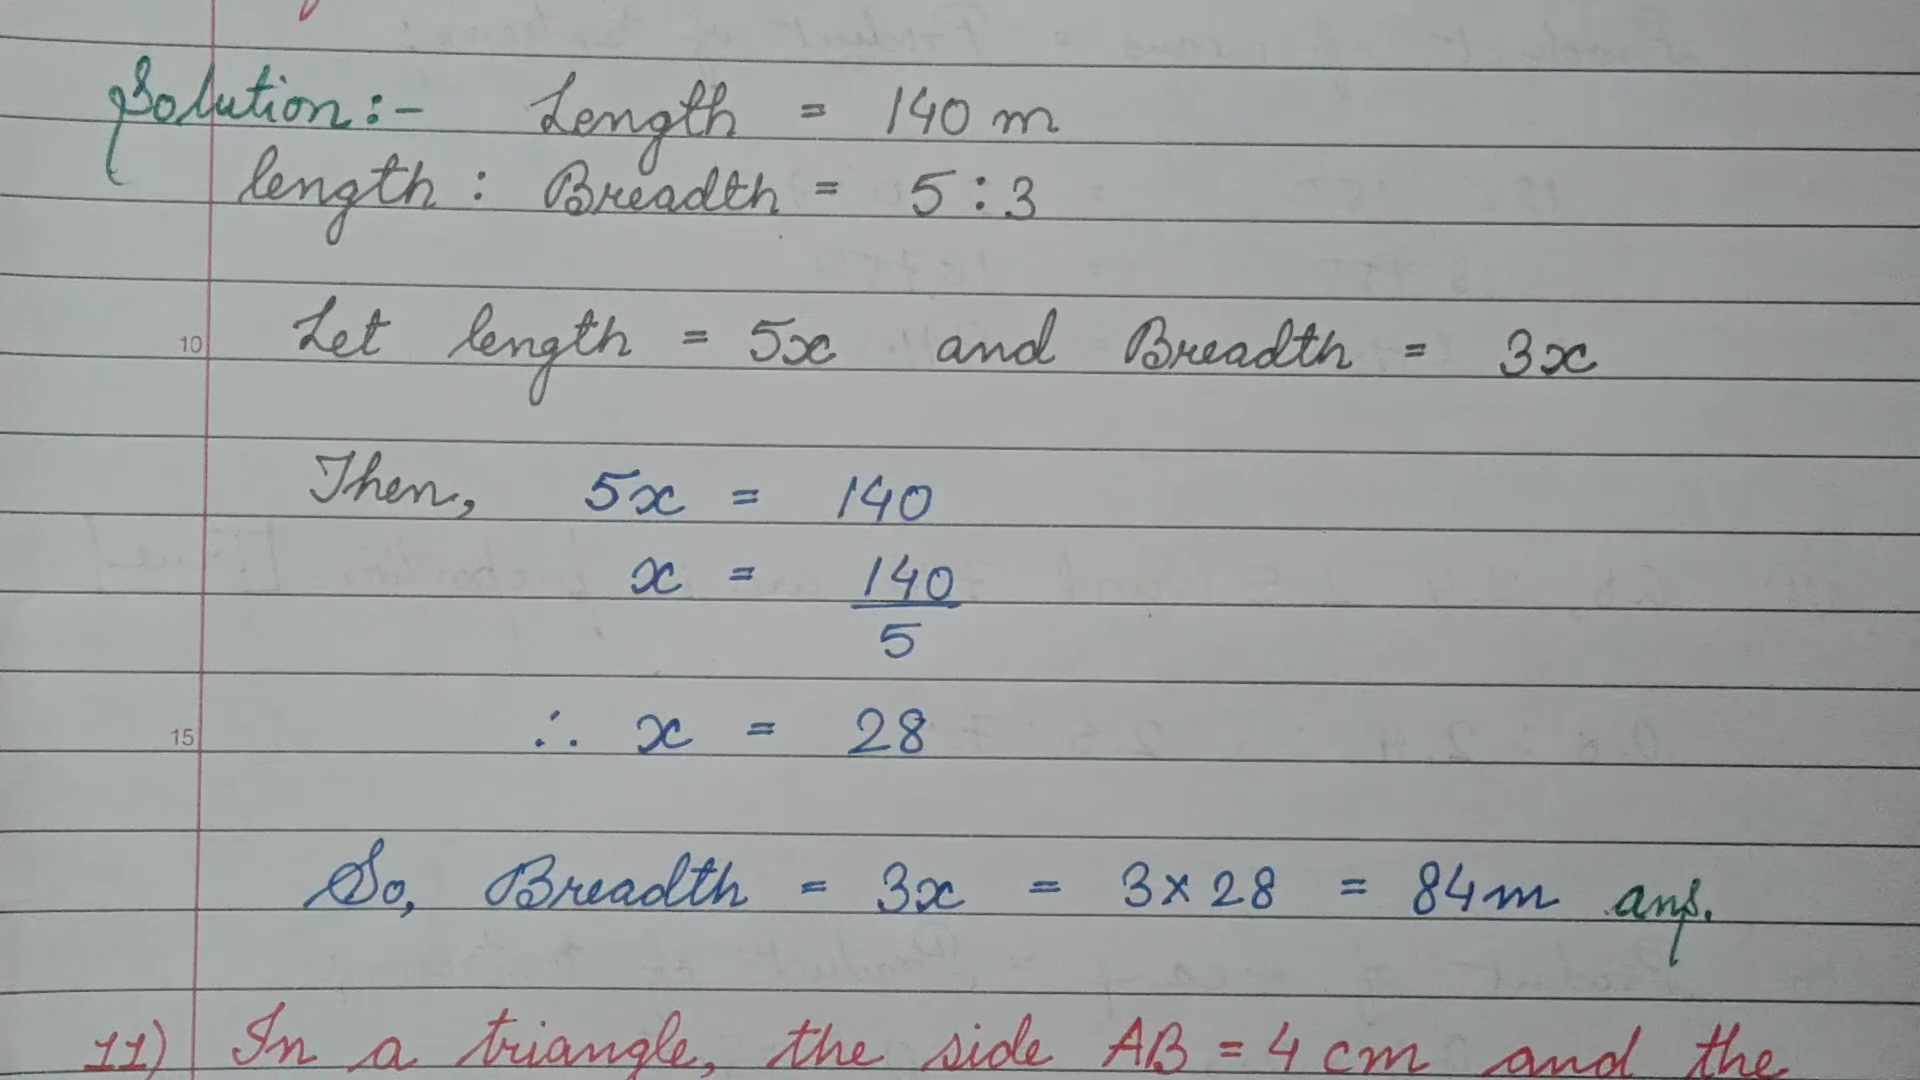 Solution:- Length = 140 m
length : Breadth = 5 : 3
10 Let length = 5x and Breadth = 3x
Then, 5x = 140
x = 140
5
15 ∴ x = 28
So, Breadth = 3x = 3 × 28 = 84m ans.
11) In a triangle, the side AB = 4 cm and the